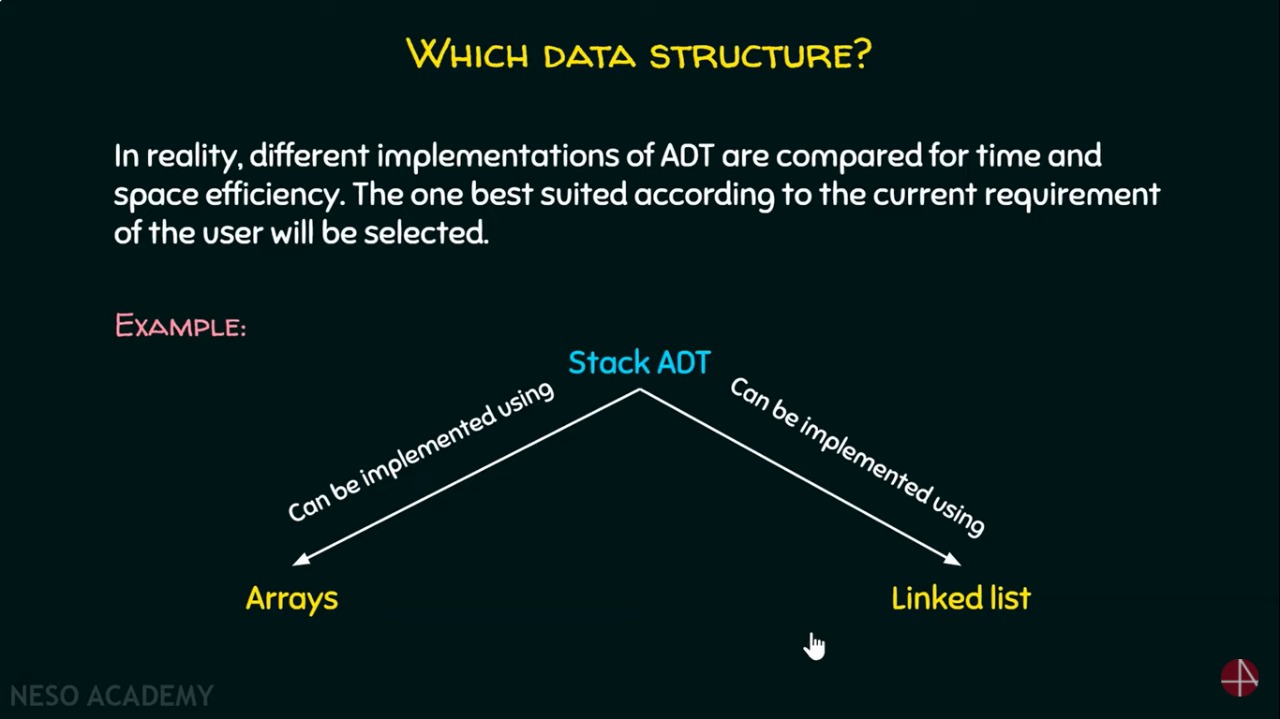 WHICH DATA STRUCTURE?
In reality, different implementations of ADT are compared for time and
space efficiency. The one best suited according to the current requirement
of the user will be selected.
EXAMPLE:
Stack ADT
Can be implemented using
Can be implemented using
Arrays
Linked list
NESO ACADEMY